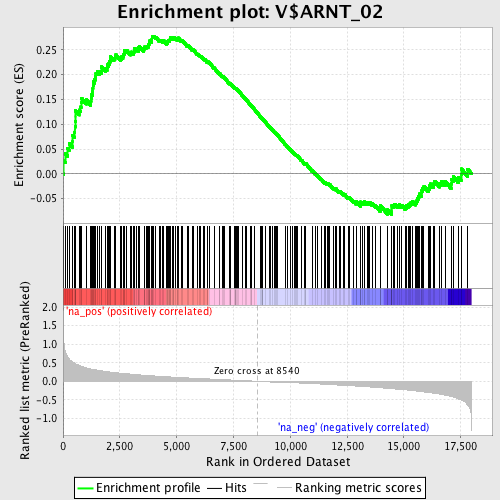 Enrichment plot: V$ARNT_02
Enrichment score (ES)
0.25
0.20
0.15
0.10
0.05
0.00
-0.05
'na_pos' (positively correlated)
Ranked list metric (PreRanked)
2.0
1.5
1.0
0.5
0.0
-0.5
-1.0
Zero cross at 8540
'na_neg' (negatively correlated)
0
2,500
5,000
7,500
10,000
12,500
15,000
17,500
Rank in Ordered Dataset
Enrichment profile
Hits
Ranking metric scores